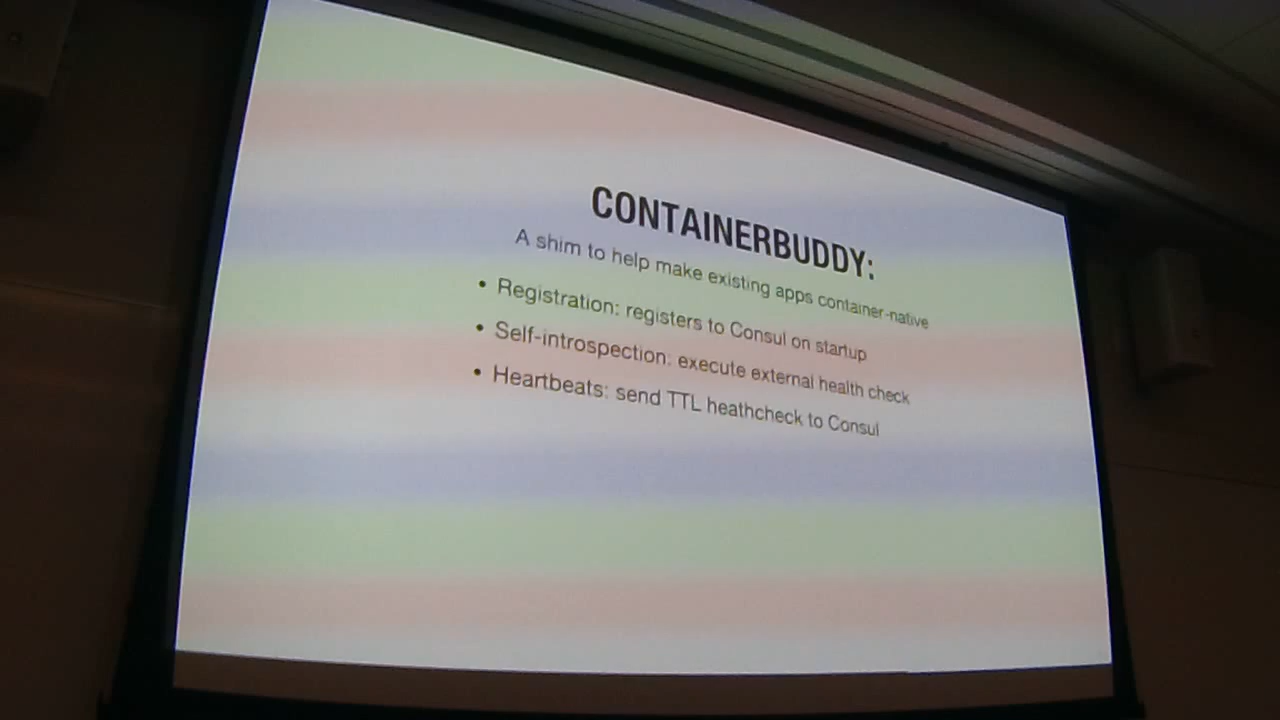 CONTAINERBUDDY:
A shim to help make existing apps container-native
• Registration: registers to Consul on startup
• Self-introspection: execute external health check
• Heartbeats: send TTL heathcheck to Consul